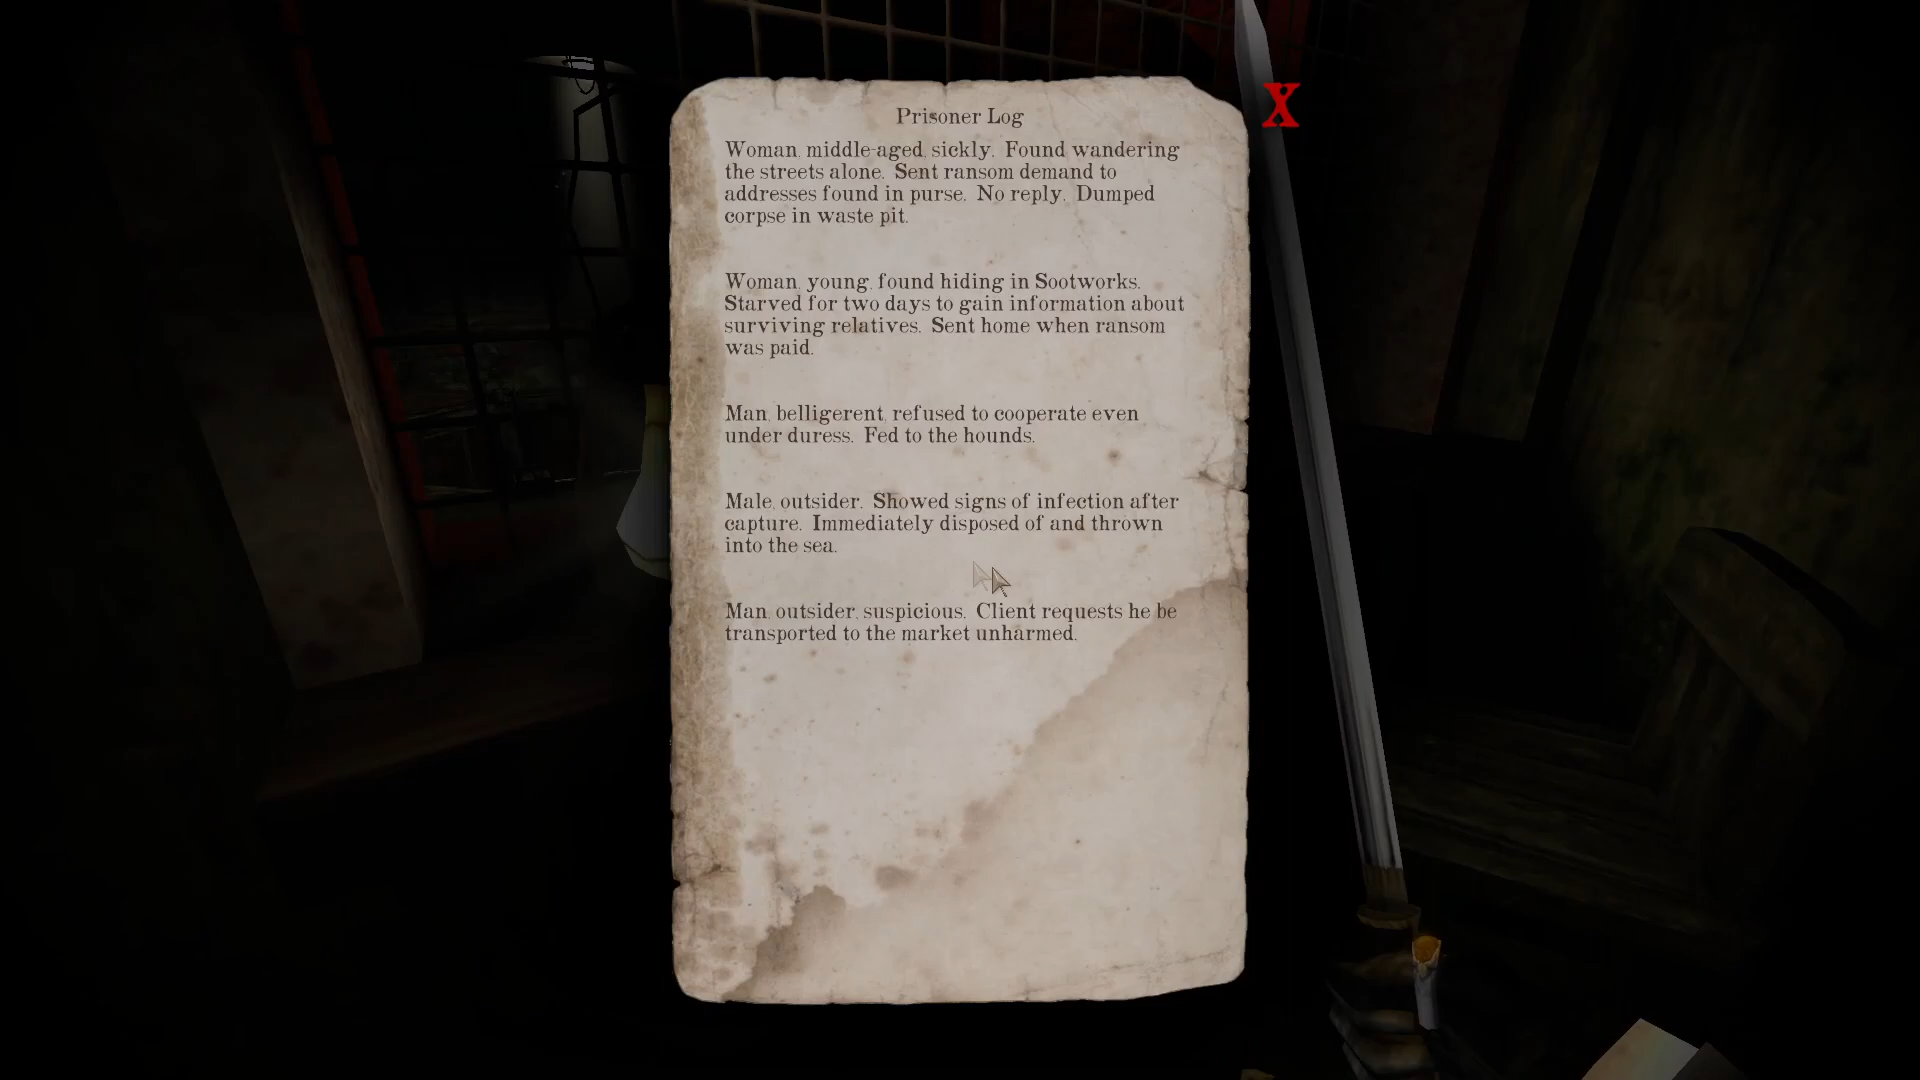 Prisoner Log
Woman, middle-aged, sickly. Found wandering
the streets alone. Sent ransom demand to
addresses found in purse. No reply. Dumped
corpse in waste pit.
Woman, young, found hiding in Sootworks.
Starved for two days to gain information about
surviving relatives. Sent home when ransom
was paid.
Man, belligerent, refused to cooperate even
under duress. Fed to the hounds.
Male, outsider. Showed signs of infection after
capture. Immediately disposed of and thrown
into the sea.
Man, outsider, suspicious. Client requests he be
transported to the market unharmed.
X